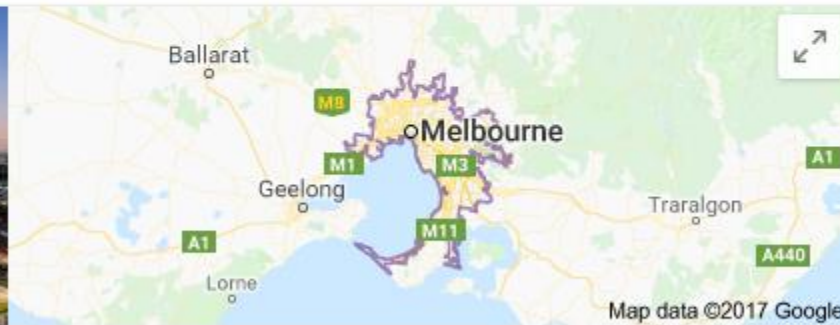 Ballarat
M8
Melbourne
M1
M3
A1
Geelong
Traralgon
M11
A1
A440
Lorne
Map data ©2017 Google